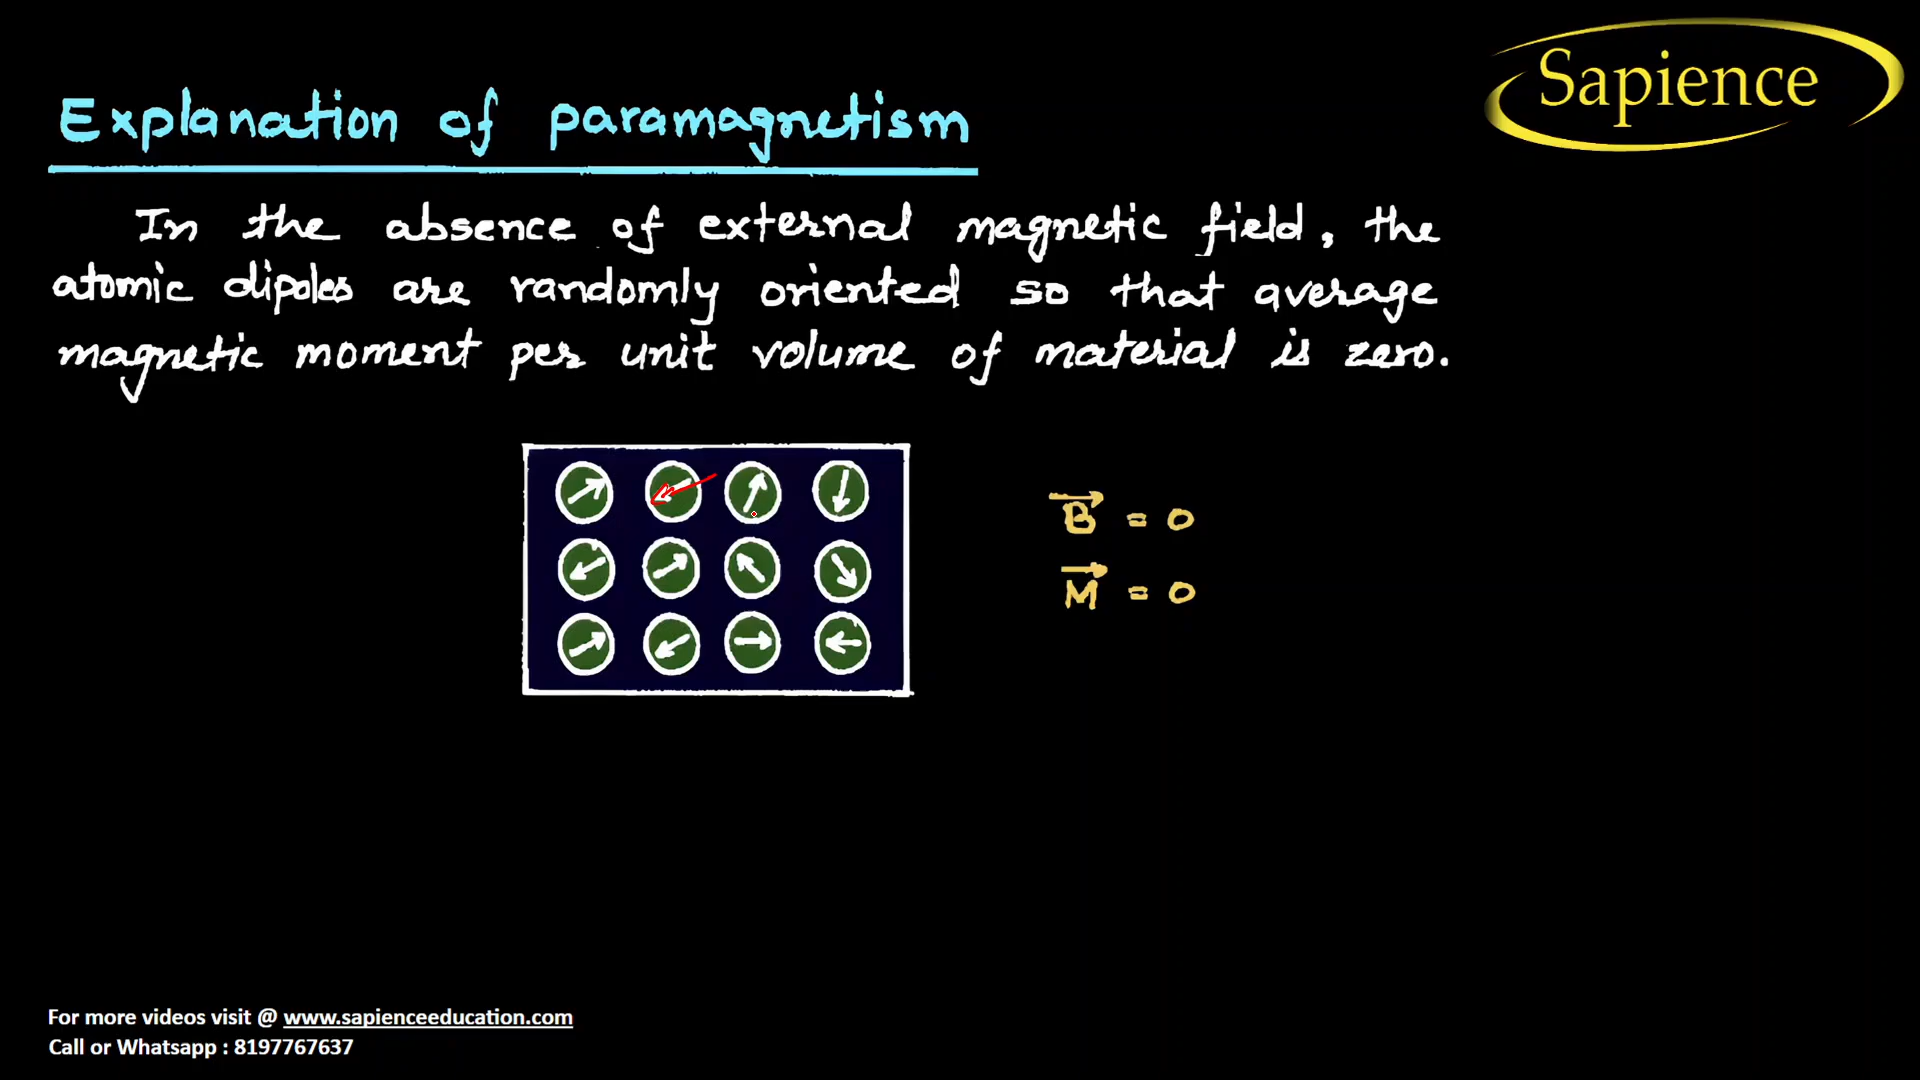 Sapience
Explanation of paramagnetism
In the absence of external magnetic field, the
atomic dipoles are randomly oriented so that average
magnetic moment per unit volume of material is zero.
B⃗ = 0
M⃗ = 0
For more videos visit @ www.sapienceeducation.com
Call or Whatsapp : 8197767637